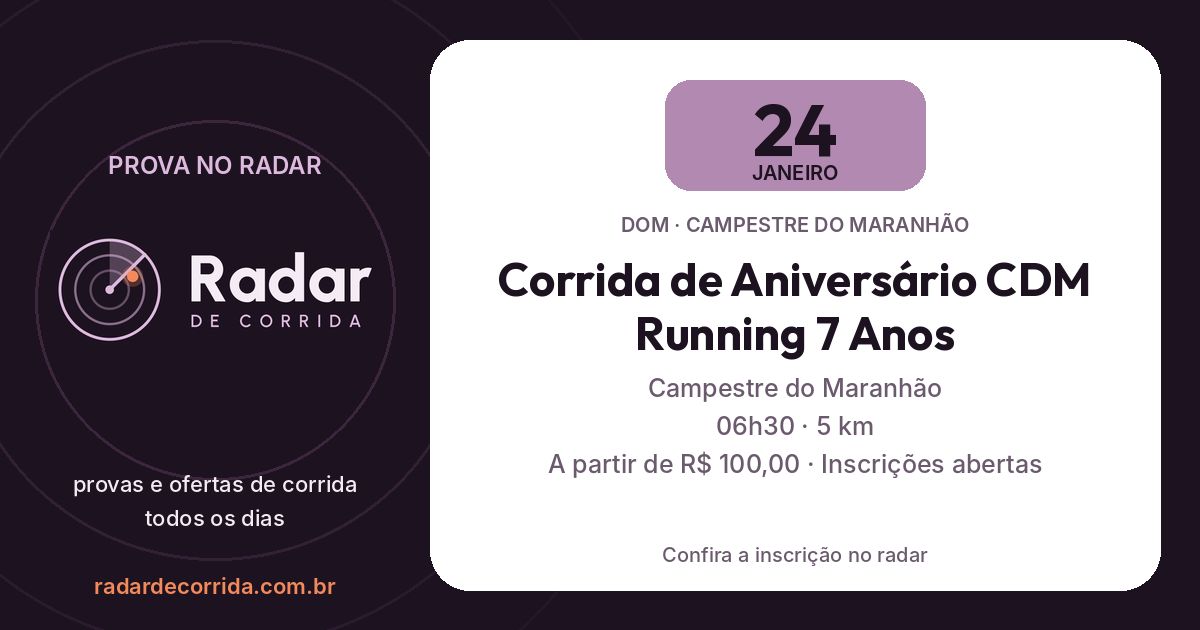 PROVA NO RADAR
Radar
DE CORRIDA
provas e ofertas de corrida
todos os dias
radardecorrida.com.br
24
JANEIRO
DOM · CAMPESTRE DO MARANHÃO
Corrida de Aniversário CDM
Running 7 Anos
Campestre do Maranhão
06h30 · 5 km
A partir de R$ 100,00 · Inscrições abertas
Confira a inscrição no radar